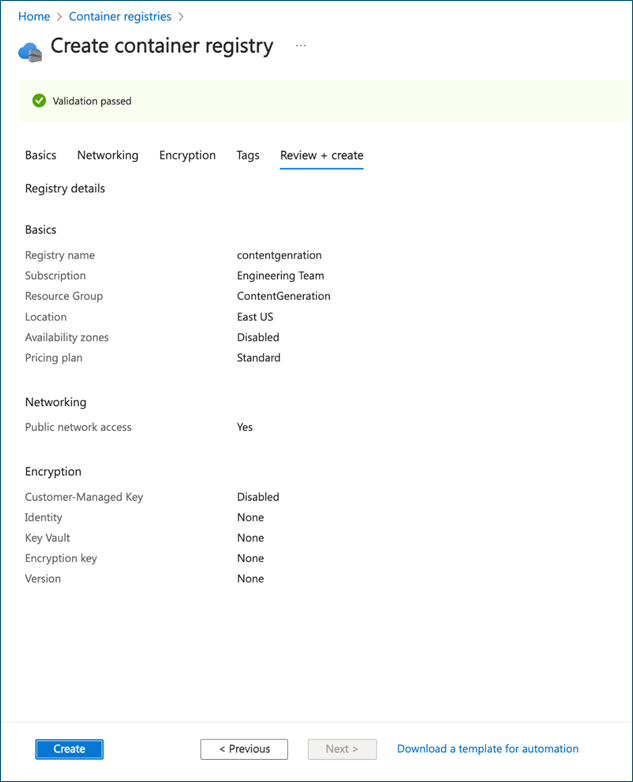 Home > Container registries >
Create container registry ...
Validation passed
Basics Networking Encryption Tags Review + create
Registry details
Basics
Registry name contentgenration
Subscription Engineering Team
Resource Group ContentGeneration
Location East US
Availability zones Disabled
Pricing plan Standard
Networking
Public network access Yes
Encryption
Customer-Managed Key Disabled
Identity None
Key Vault None
Encryption key None
Version None
Create < Previous Next > Download a template for automation